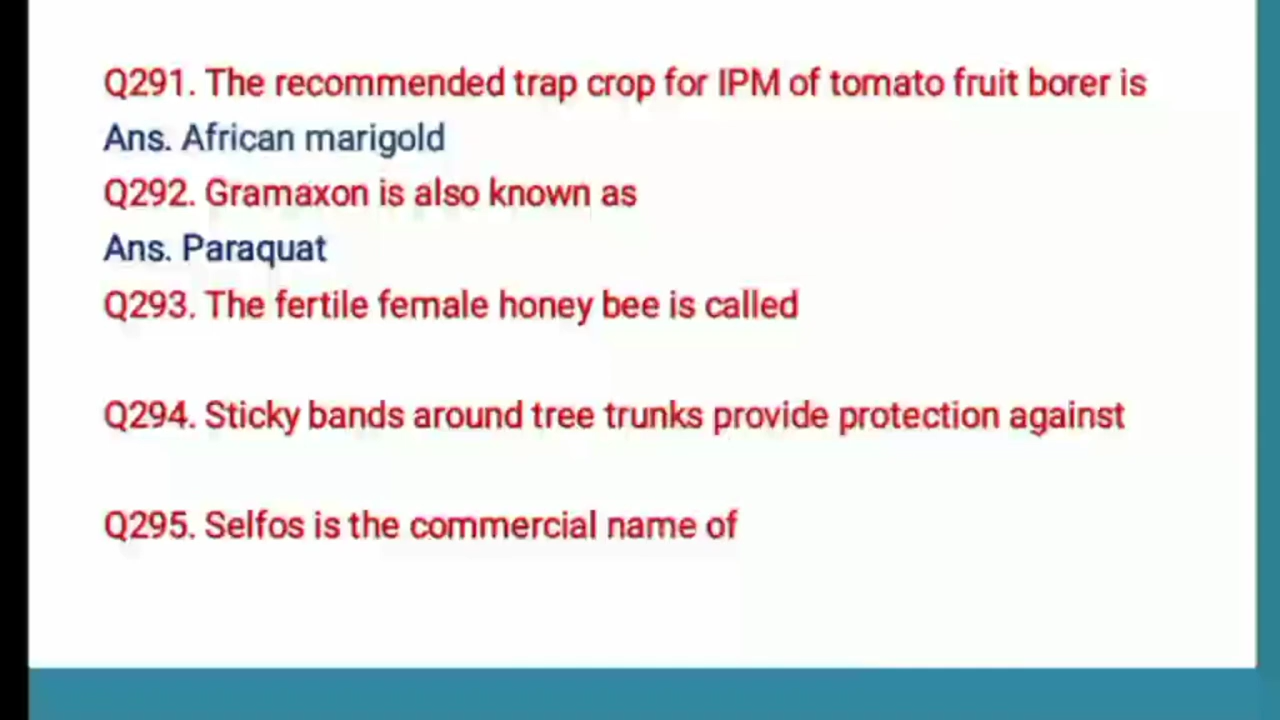 Q291. The recommended trap crop for IPM of tomato fruit borer is
Ans. African marigold
Q292. Gramaxon is also known as
Ans. Paraquat
Q293. The fertile female honey bee is called
Q294. Sticky bands around tree trunks provide protection against
Q295. Selfos is the commercial name of